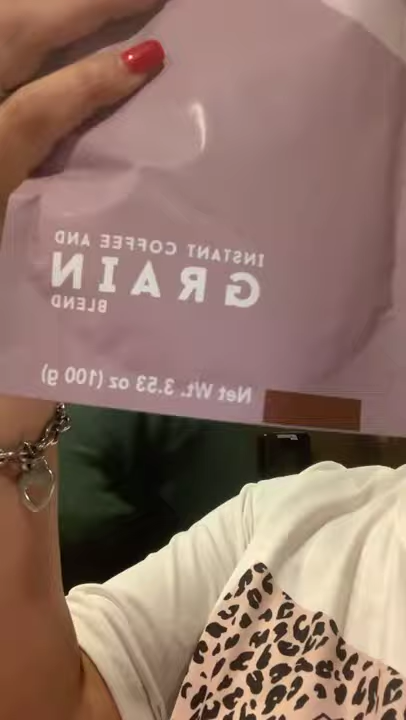 INSTANT COFFEE AND
GRAIN
BLEND
Net Wt. 3.53 oz (100 g)